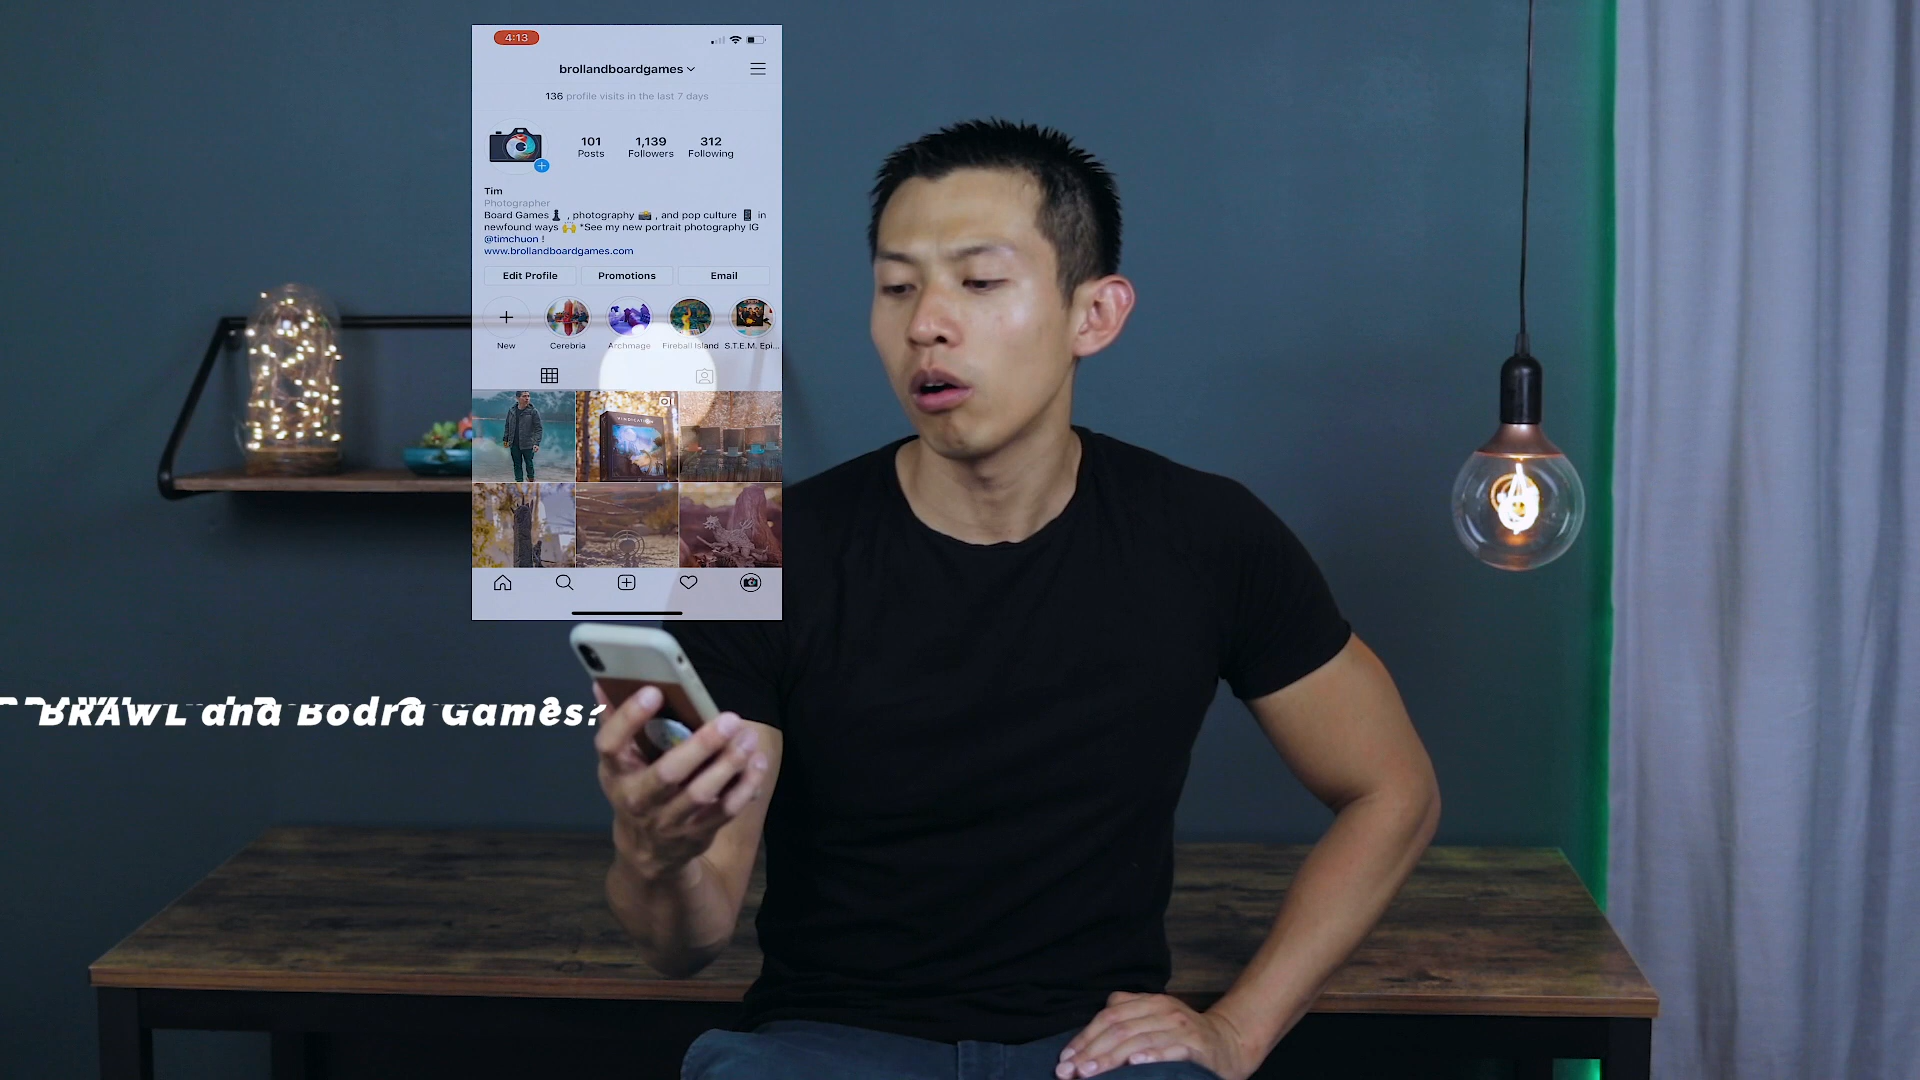 4:13
brollandboardgames
136 profile visits in the last 7 days
101 1,139 312
Posts Followers Following
Tim
Photographer
Board Games , photography , and pop culture in
newfound ways *See my new portrait photography IG
@timchuon !
www.brollandboardgames.com
Edit Profile Promotions Email
New Cerebria Archmage Fireball Island S.T.E.M. Epi...
VINDICATION
BRAWL and Bodrd Games?